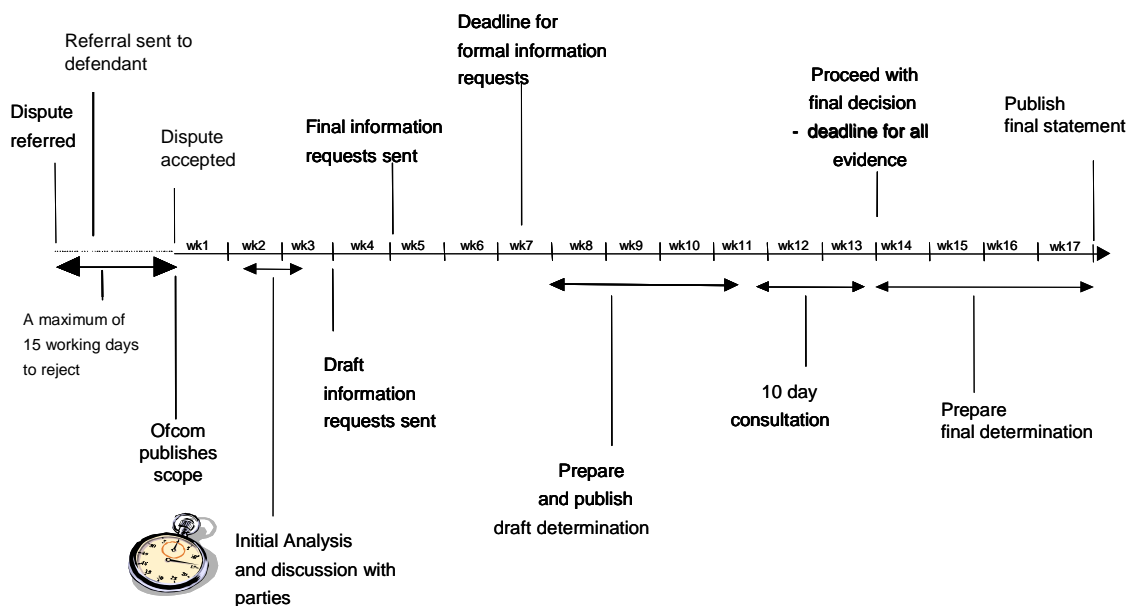 Referral sent to
defendant
Dispute
referred
Dispute
accepted
Final information
requests sent
Deadline for
formal information
requests
Proceed with
final decision
- deadline for all
evidence
Publish
final statement
wk1 wk2 wk3 wk4 wk5 wk6 wk7 wk8 wk9 wk10 wk11 wk12 wk13 wk14 wk15 wk16 wk17
A maximum of
15 working days
to reject
Ofcom
publishes
scope
Initial Analysis
and discussion with
parties
Draft
information
requests sent
Prepare
and publish
draft determination
10 day
consultation
Prepare
final determination